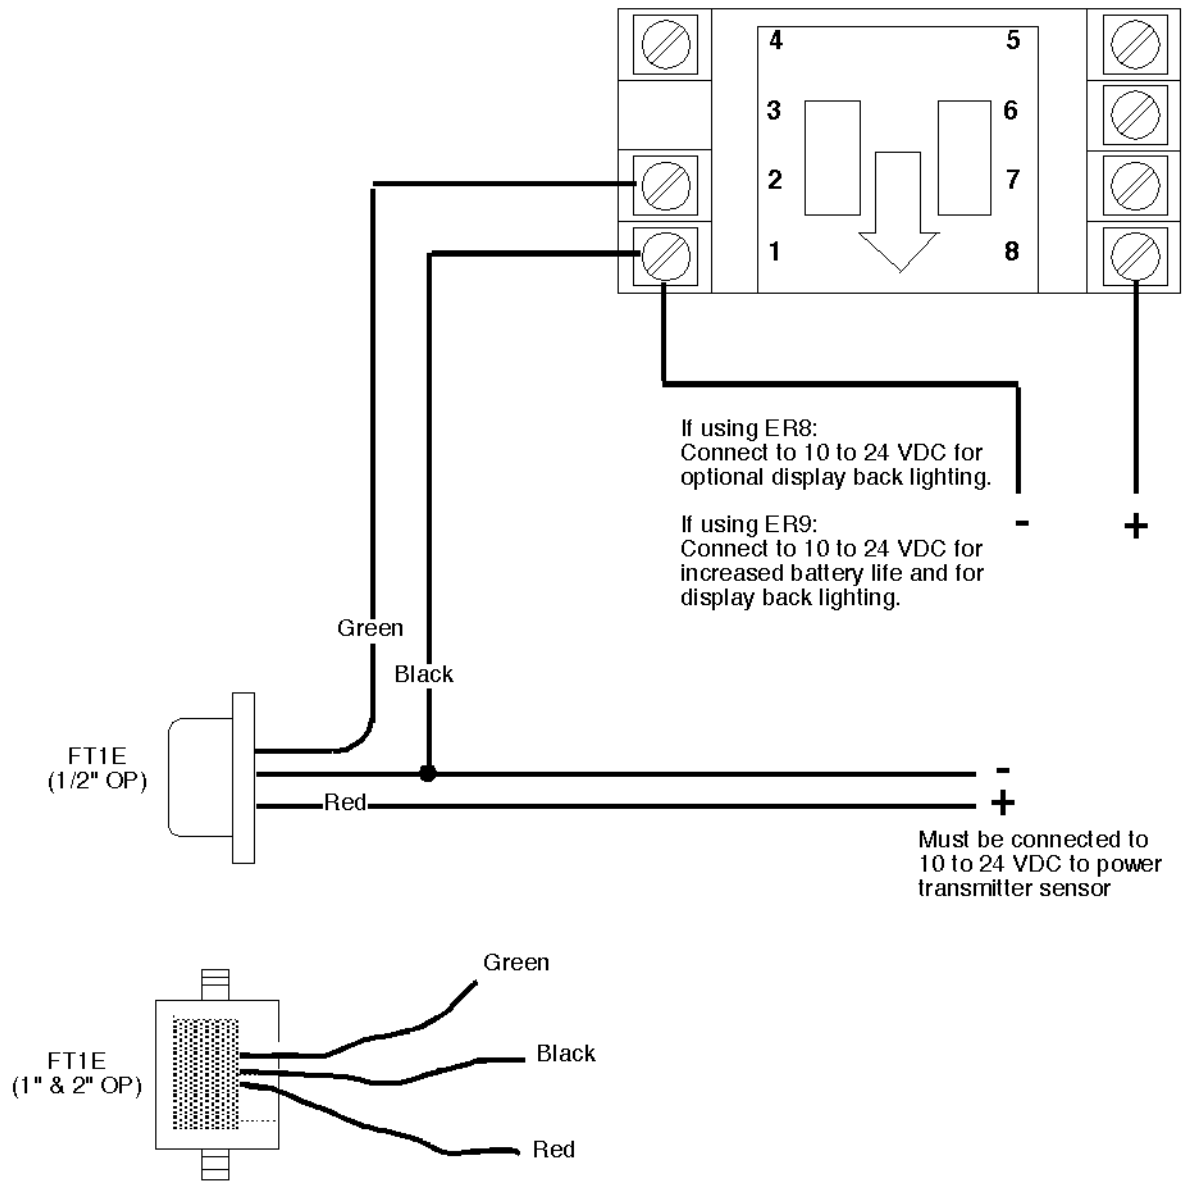 4 5
3 6
2 7
1 8
If using ER8:
Connect to 10 to 24 VDC for
optional display back lighting.
If using ER9:
Connect to 10 to 24 VDC for
increased battery life and for
display back lighting.
- +
Green
Black
FT1E
(1/2" OP)
Red
-
+
Must be connected to
10 to 24 VDC to power
transmitter sensor
Green
Black
FT1E
(1" & 2" OP)
Red